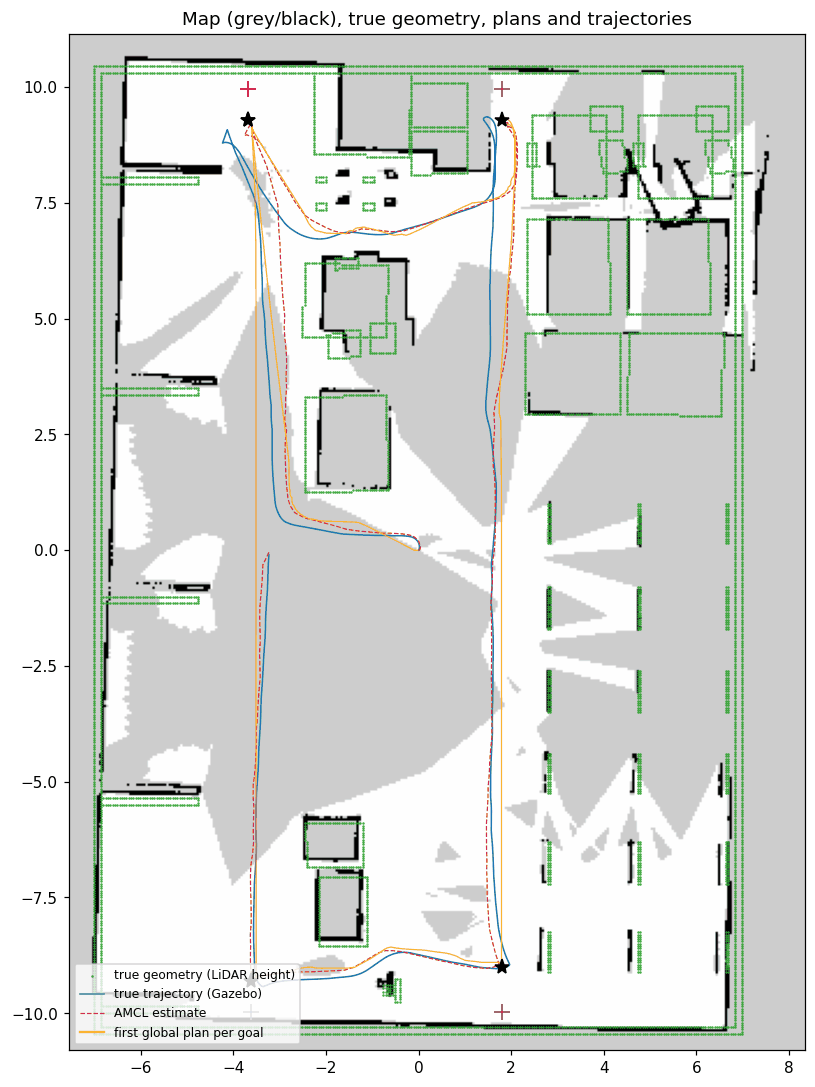 Map (grey/black), true geometry, plans and trajectories
10.0
7.5
5.0
2.5
0.0
−2.5
−5.0
−7.5
−10.0
true geometry (LiDAR height)
true trajectory (Gazebo)
AMCL estimate
first global plan per goal
−6 −4 −2 0 2 4 6 8